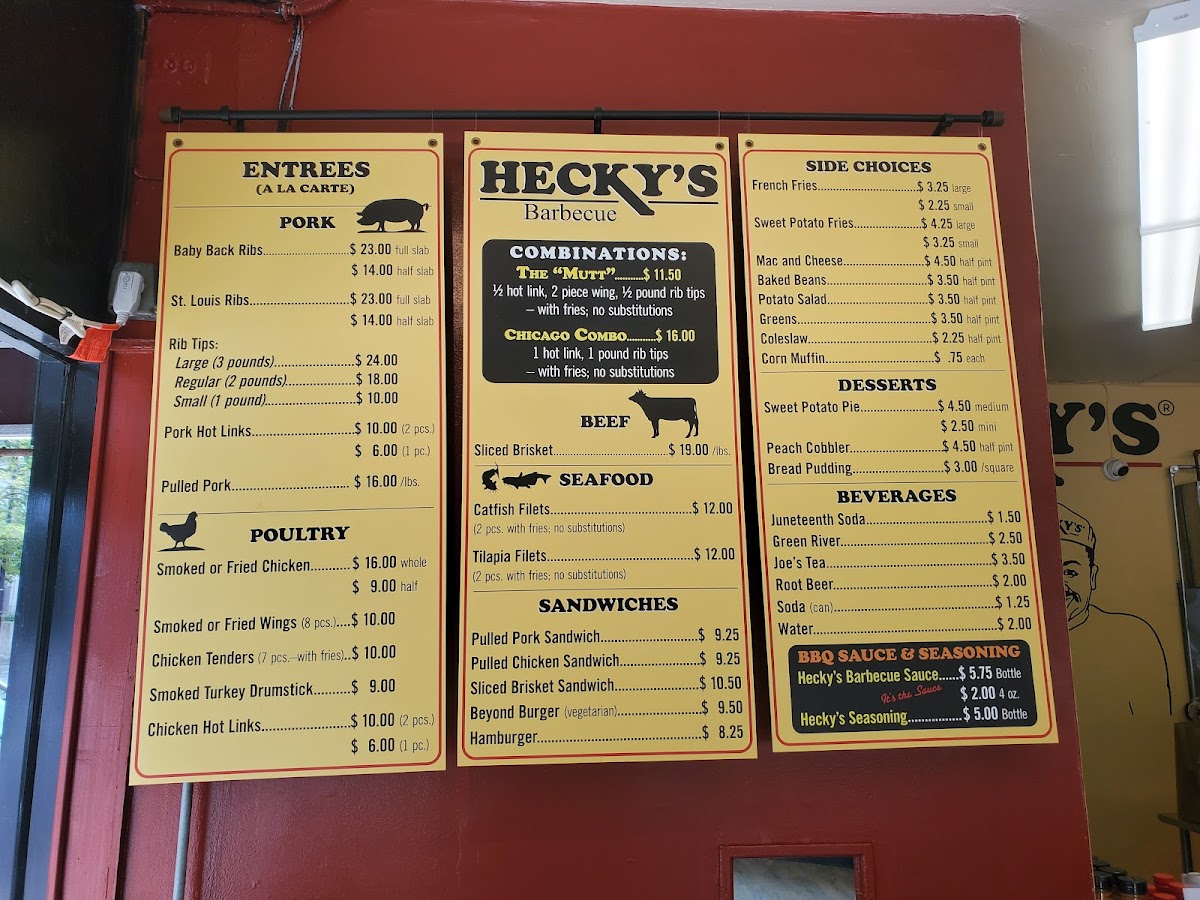 ENTREES
(A LA CARTE)
PORK
Baby Back Ribs....................$ 23.00 full slab
$ 14.00 half slab
St. Louis Ribs.......................$ 23.00 full slab
$ 14.00 half slab
Rib Tips:
Large (3 pounds)...................$ 24.00
Regular (2 pounds)................$ 18.00
Small (1 pound).....................$ 10.00
Pork Hot Links.......................$ 10.00 (2 pcs.)
$ 6.00 (1 pc.)
Pulled Pork........................... $ 16.00 /lbs.
POULTRY
Smoked or Fried Chicken..........$ 16.00 whole
$ 9.00 half
Smoked or Fried Wings (8 pcs.)....$ 10.00
Chicken Tenders (7 pcs.–with fries)..$ 10.00
Smoked Turkey Drumstick.........$ 9.00
Chicken Hot Links....................$ 10.00 (2 pcs.)
$ 6.00 (1 pc.)
HECKY'S
Barbecue
COMBINATIONS:
THE “MUTT”..........$ 11.50
½ hot link, 2 piece wing, ½ pound rib tips
– with fries; no substitutions
CHICAGO COMBO..........$ 16.00
1 hot link, 1 pound rib tips
– with fries; no substitutions
BEEF
Sliced Brisket..........................$ 19.00 /lbs.
SEAFOOD
Catfish Filets................................$ 12.00
(2 pcs. with fries; no substitutions)
Tilapia Filets.................................$ 12.00
(2 pcs. with fries; no substitutions)
SANDWICHES
Pulled Pork Sandwich......................$ 9.25
Pulled Chicken Sandwich..................$ 9.25
Sliced Brisket Sandwich...................$ 10.50
Beyond Burger (vegetarian)...................$ 9.50
Hamburger.....................................$ 8.25
SIDE CHOICES
French Fries.........................$ 3.25 large
$ 2.25 small
Sweet Potato Fries.................$ 4.25 large
$ 3.25 small
Mac and Cheese....................$ 4.50 half pint
Baked Beans.........................$ 3.50 half pint
Potato Salad.........................$ 3.50 half pint
Greens.................................$ 3.50 half pint
Coleslaw...............................$ 2.25 half pint
Corn Muffin...........................$ .75 each
DESSERTS
Sweet Potato Pie....................$ 4.50 medium
$ 2.50 mini
Peach Cobbler.......................$ 4.50 half pint
Bread Pudding.......................$ 3.00 /square
BEVERAGES
Juneteenth Soda..............................$ 1.50
Green River.....................................$ 2.50
Joe's Tea........................................$ 3.50
Root Beer.......................................$ 2.00
Soda (can)........................................$ 1.25
Water.............................................$ 2.00
BBQ SAUCE & SEASONING
Hecky's Barbecue Sauce......$ 5.75 Bottle
It's the Sauce $ 2.00 4 oz.
Hecky's Seasoning................$ 5.00 Bottle
Y'S®
KY'S